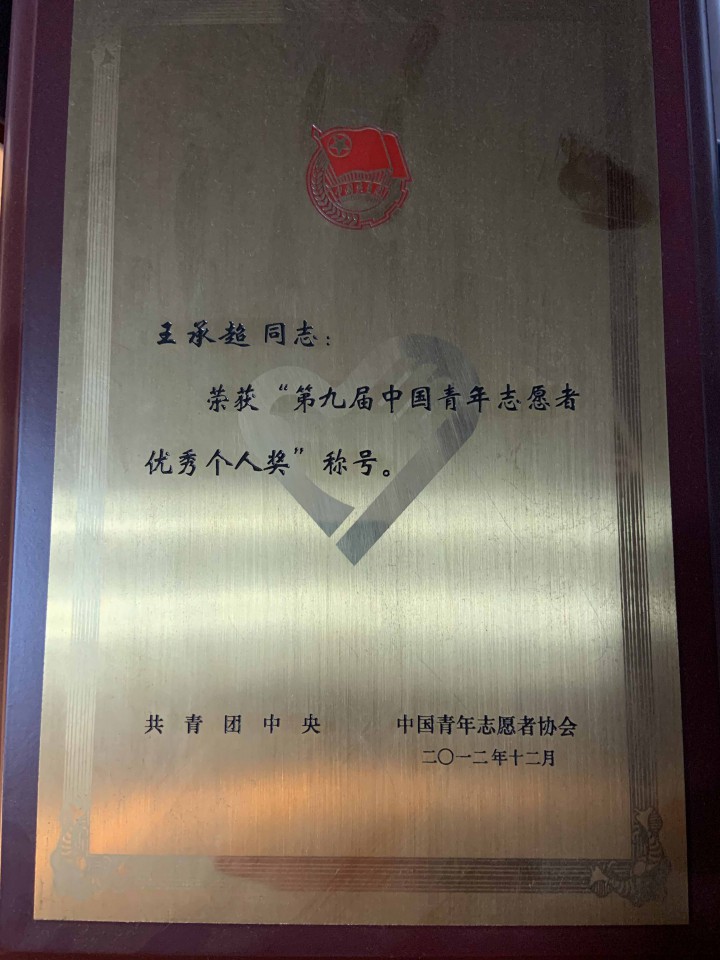 王承超 同志：
荣获“第九届中国青年志愿者
优秀个人奖”称号。
共青团中央 中国青年志愿者协会
二〇一二年十二月